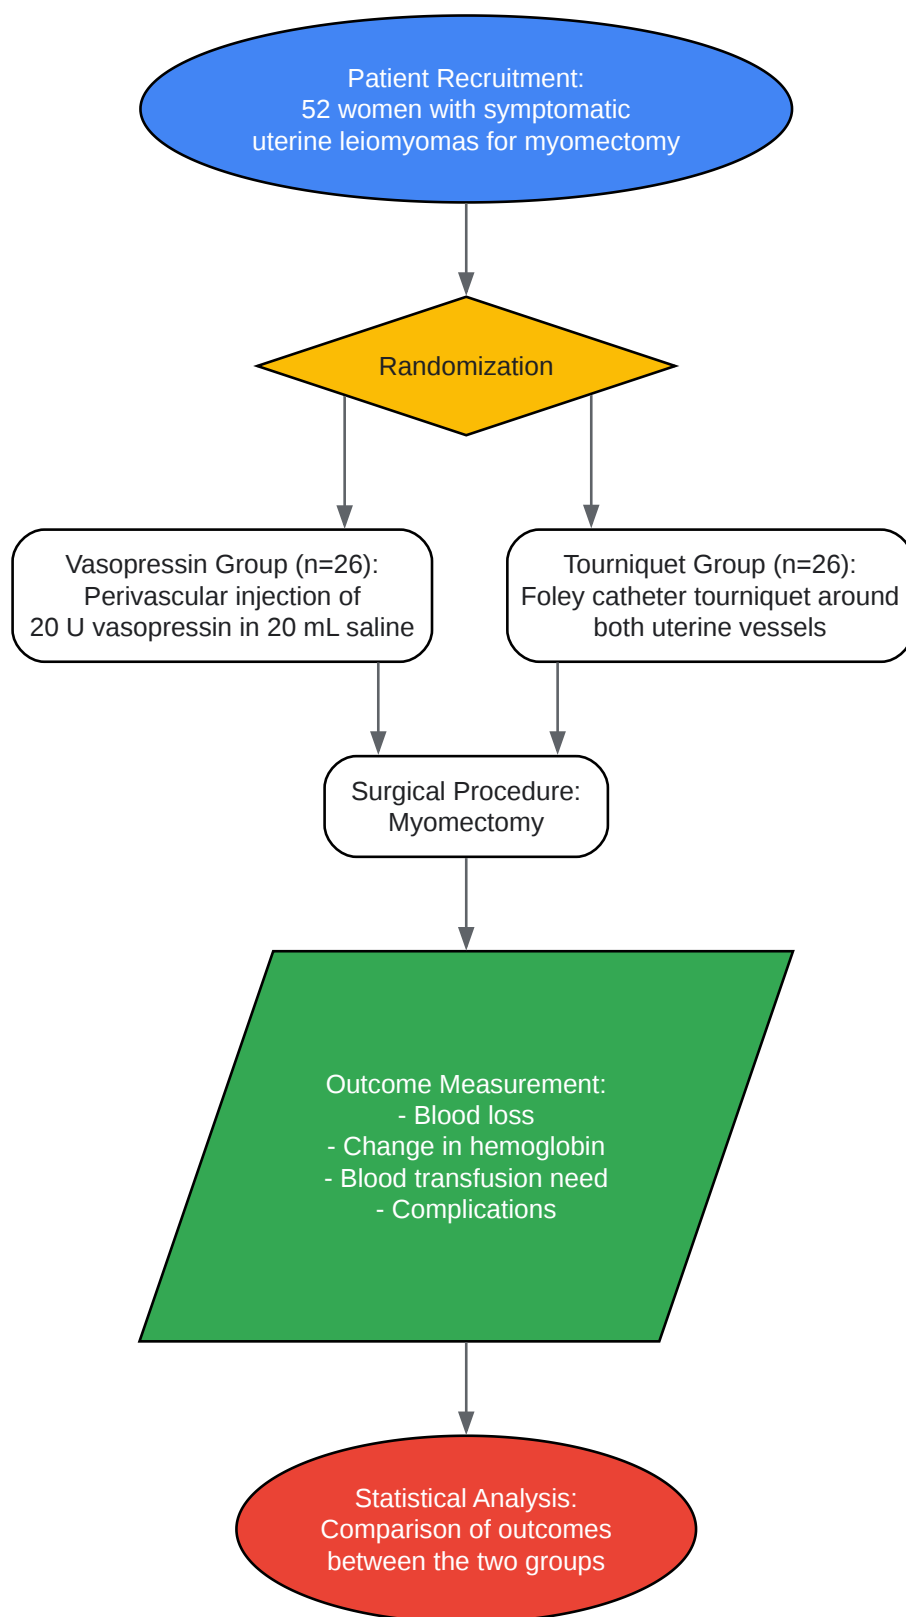 Patient Recruitment:
52 women with symptomatic
uterine leiomyomas for myomectomy
Randomization
Vasopressin Group (n=26):
Perivascular injection of
20 U vasopressin in 20 mL saline
Tourniquet Group (n=26):
Foley catheter tourniquet around
both uterine vessels
Surgical Procedure:
Myomectomy
Outcome Measurement:
- Blood loss
- Change in hemoglobin
- Blood transfusion need
- Complications
Statistical Analysis:
Comparison of outcomes
between the two groups